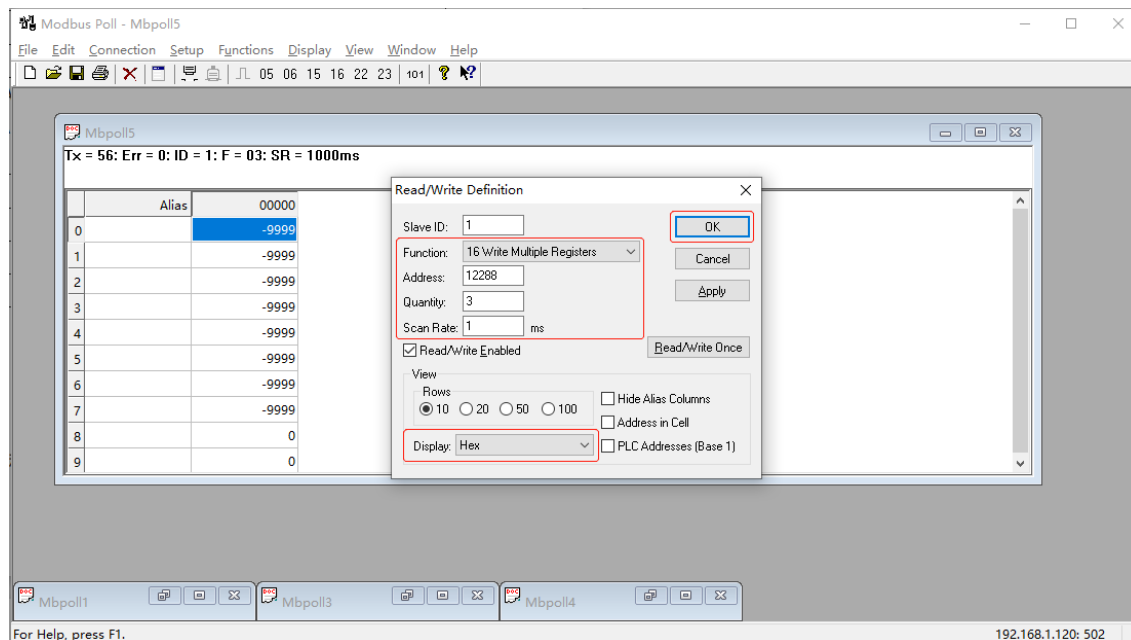 Modbus Poll - Mbpoll5
File Edit Connection Setup Functions Display View Window Help
05 06 15 16 22 23 101
Mbpoll5
Tx = 56: Err = 0: ID = 1: F = 03: SR = 1000ms
Alias 00000
0 -9999
1 -9999
2 -9999
3 -9999
4 -9999
5 -9999
6 -9999
7 -9999
8 0
9 0
Read/Write Definition
Slave ID: 1
OK
Function: 16 Write Multiple Registers
Cancel
Address: 12288
Apply
Quantity: 3
Scan Rate: 1 ms
Read/Write Enabled
Read/Write Once
View
Rows
10 20 50 100
Hide Alias Columns
Address in Cell
Display: Hex
PLC Addresses (Base 1)
Mbpoll1
Mbpoll3
Mbpoll4
For Help, press F1.
192.168.1.120: 502